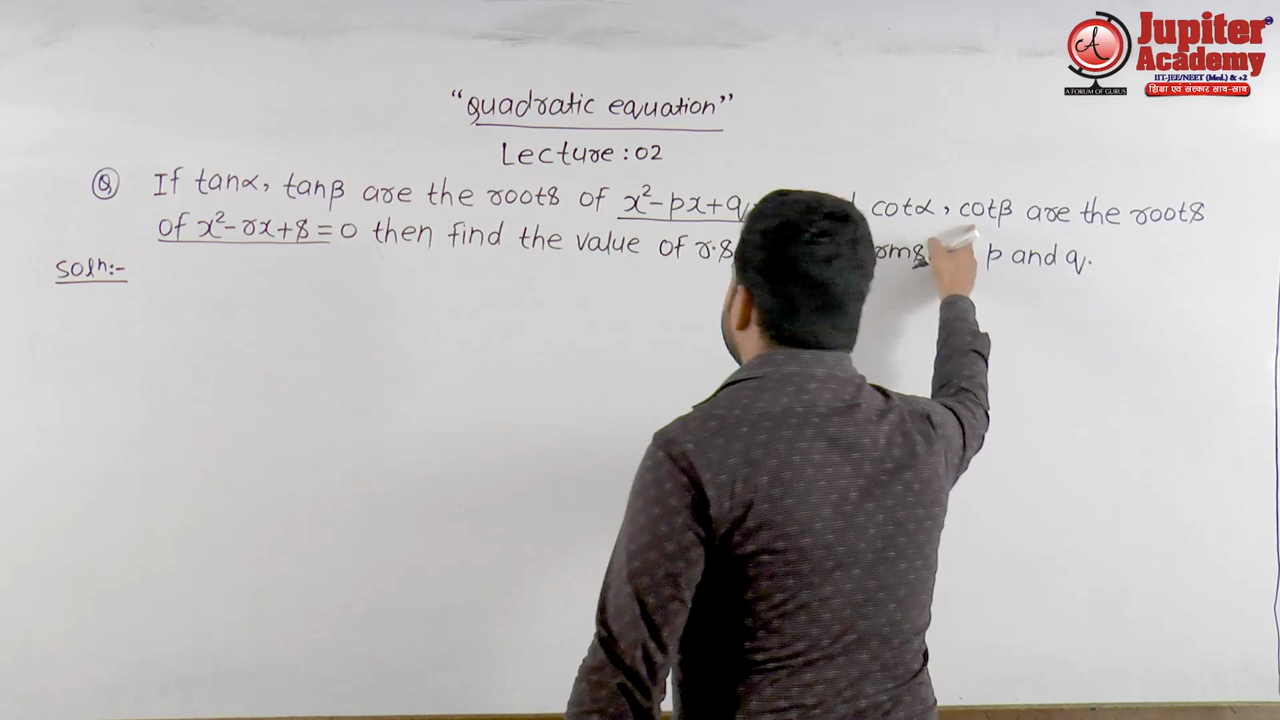 Jupiter
Academy
IIT-JEE/NEET (Med.) & +2
A FORUM OF GURUS
शिक्षा एवं संस्कार साथ-साथ
"Quadratic equation"
Lecture: 02
Q If tanα, tanβ are the roots of x²-px+q cotα, cotβ are the roots
of x²-rx+s=0 then find the value of r.s p and q.
Solⁿ:-